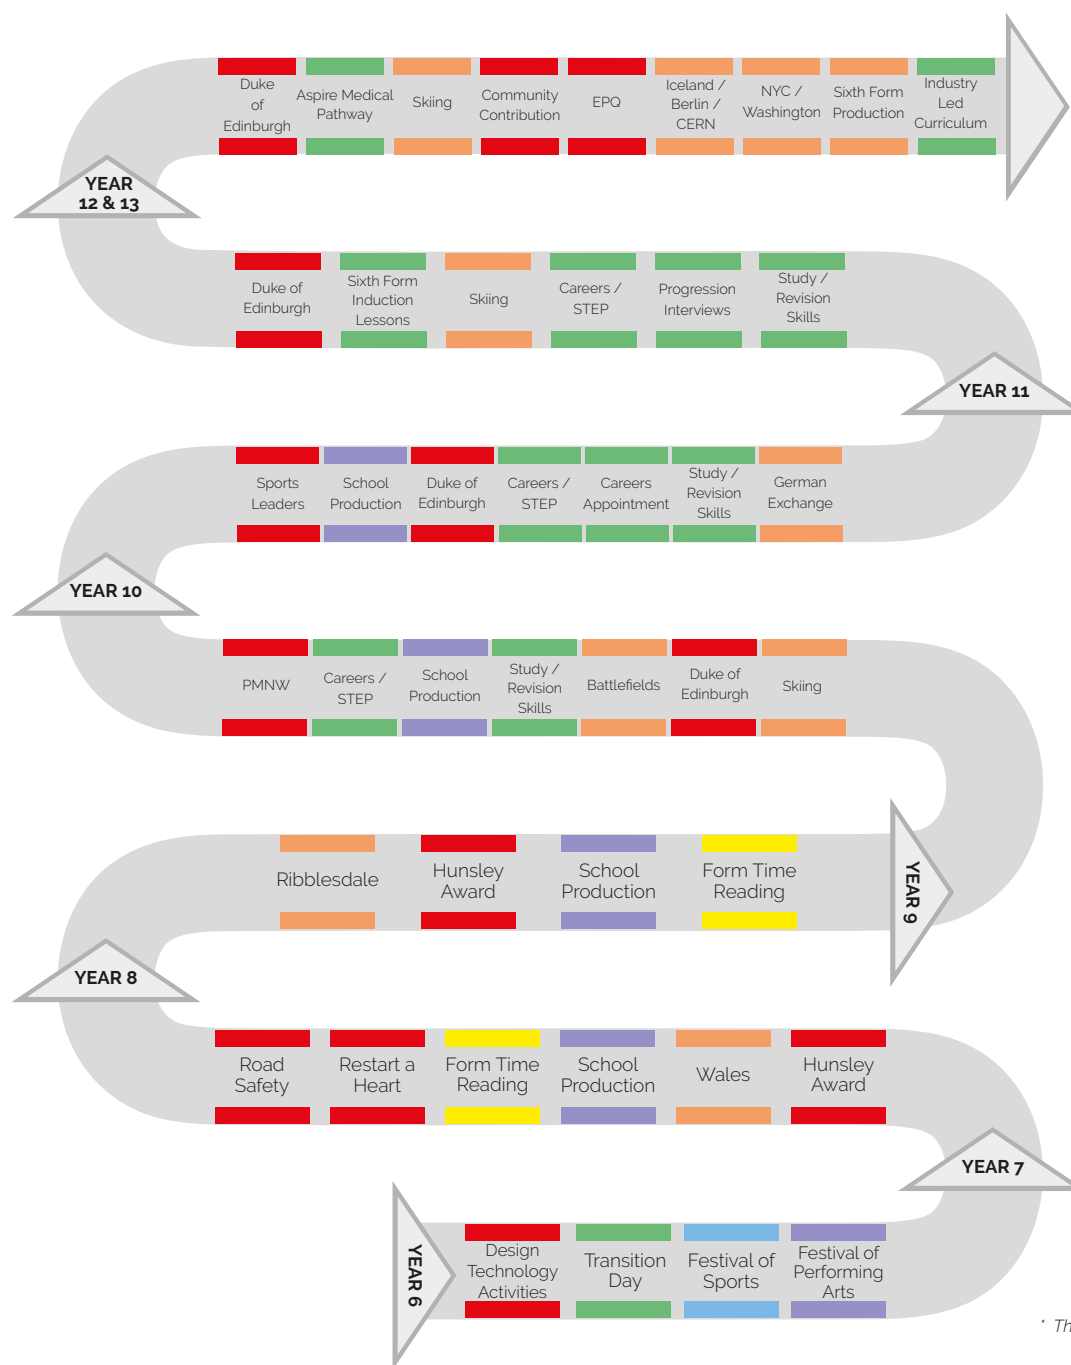 Duke
of
Edinburgh
Aspire Medical
Pathway
Skiing
Community
Contribution
EPQ
Iceland /
Berlin /
CERN
NYC /
Washington
Sixth Form
Production
Industry
Led
Curriculum
YEAR
12 & 13
Duke of
Edinburgh
Sixth Form
Induction
Lessons
Skiing
Careers /
STEP
Progression
Interviews
Study /
Revision
Skills
YEAR 11
Sports
Leaders
School
Production
Duke of
Edinburgh
Careers /
STEP
Careers
Appointment
Study /
Revision
Skills
German
Exchange
YEAR 10
PMNW
Careers /
STEP
School
Production
Study /
Revision
Skills
Battlefields
Duke of
Edinburgh
Skiing
Ribblesdale
Hunsley
Award
School
Production
Form Time
Reading
YEAR 9
YEAR 8
Road
Safety
Restart a
Heart
Form Time
Reading
School
Production
Wales
Hunsley
Award
YEAR 7
YEAR 6
Design
Technology
Activities
Transition
Day
Festival of
Sports
Festival of
Performing
Arts
* Th